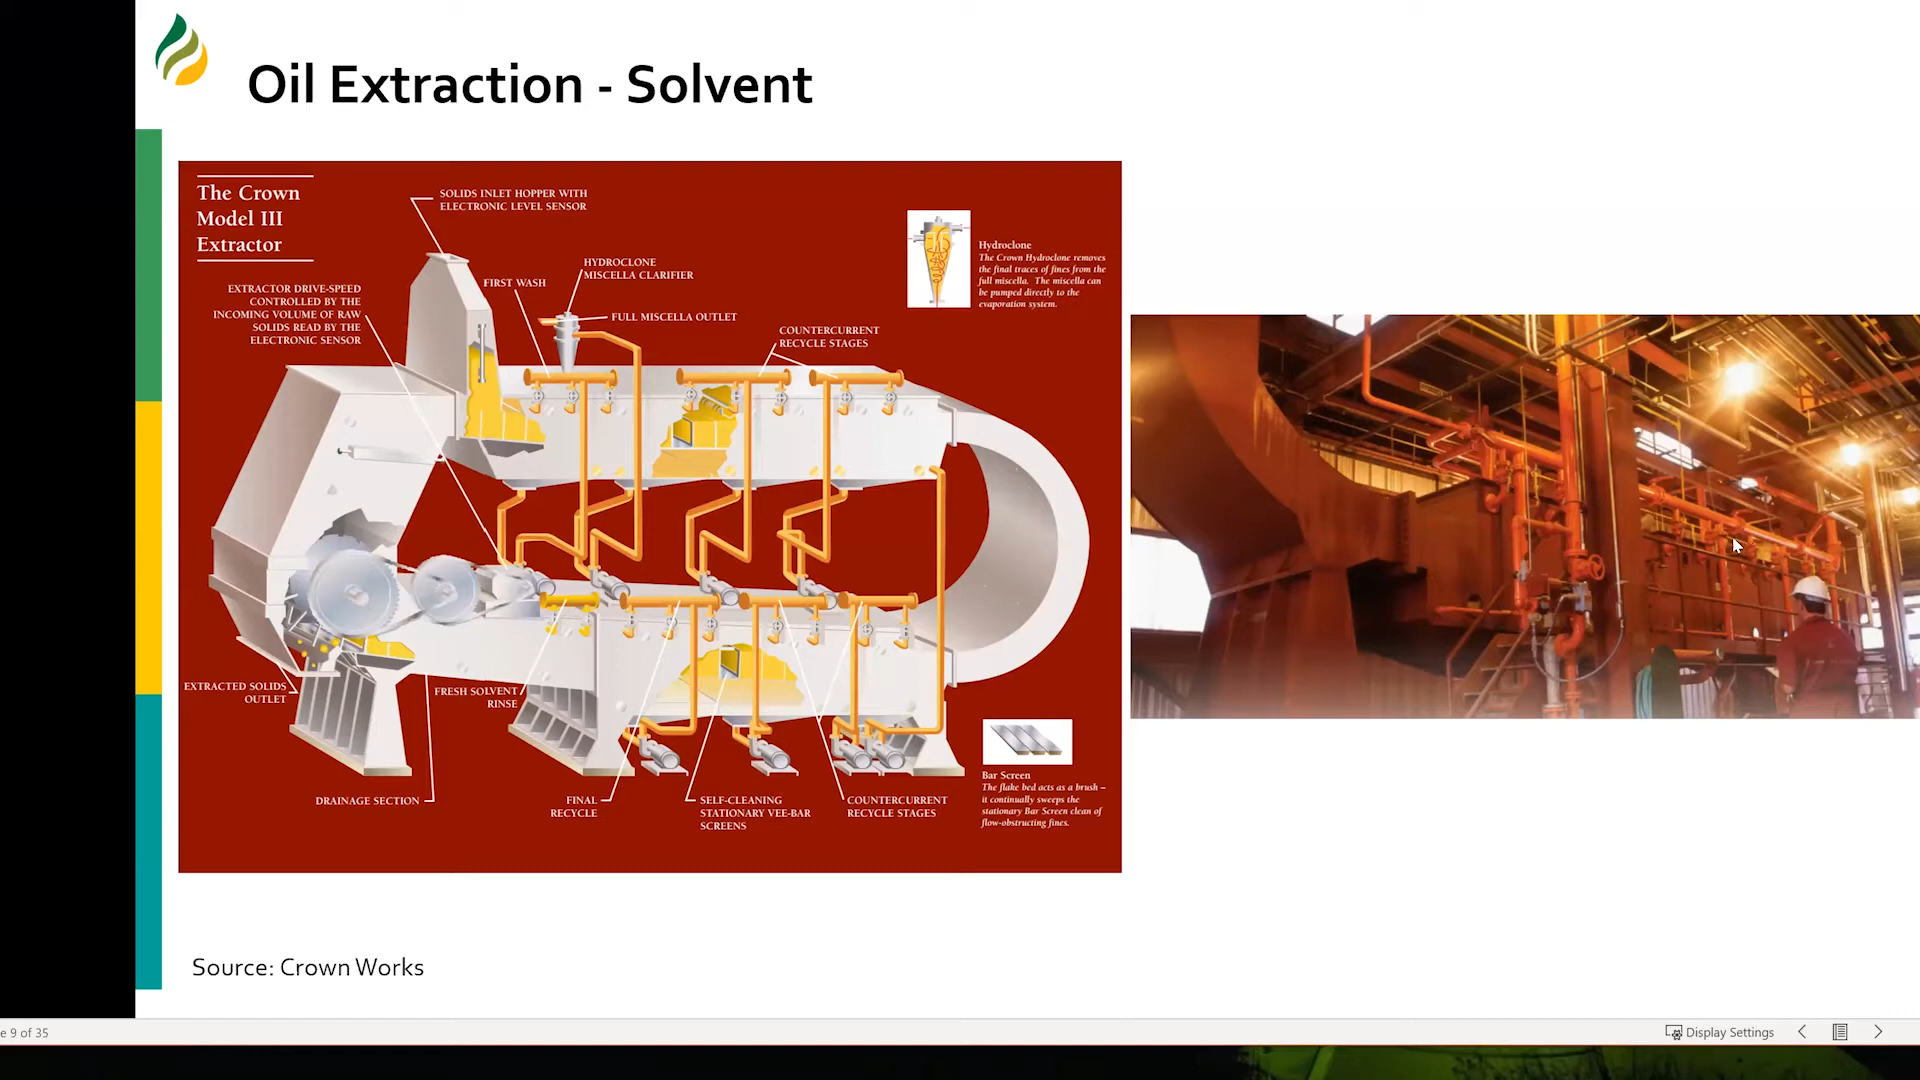 Oil Extraction - Solvent
The Crown
Model III
Extractor
SOLIDS INLET HOPPER WITH
ELECTRONIC LEVEL SENSOR
HYDROCLONE
MISCELLA CLARIFIER
FIRST WASH
EXTRACTOR DRIVE-SPEED
CONTROLLED BY THE
INCOMING VOLUME OF RAW
SOLIDS READ BY THE
ELECTRONIC SENSOR
FULL MISCELLA OUTLET
COUNTERCURRENT
RECYCLE STAGES
Hydroclone
The Crown Hydroclone removes
the final traces of fines from the
full miscella. The miscella can
be pumped directly to the
evaporation system.
EXTRACTED SOLIDS
OUTLET
FRESH SOLVENT
RINSE
DRAINAGE SECTION
FINAL
RECYCLE
SELF-CLEANING
STATIONARY VEE-BAR
SCREENS
COUNTERCURRENT
RECYCLE STAGES
Bar Screen
The flake bed acts as a brush –
it continually sweeps the
stationary Bar Screen clean of
flow-obstructing fines.
Source: Crown Works
e 9 of 35
Display Settings